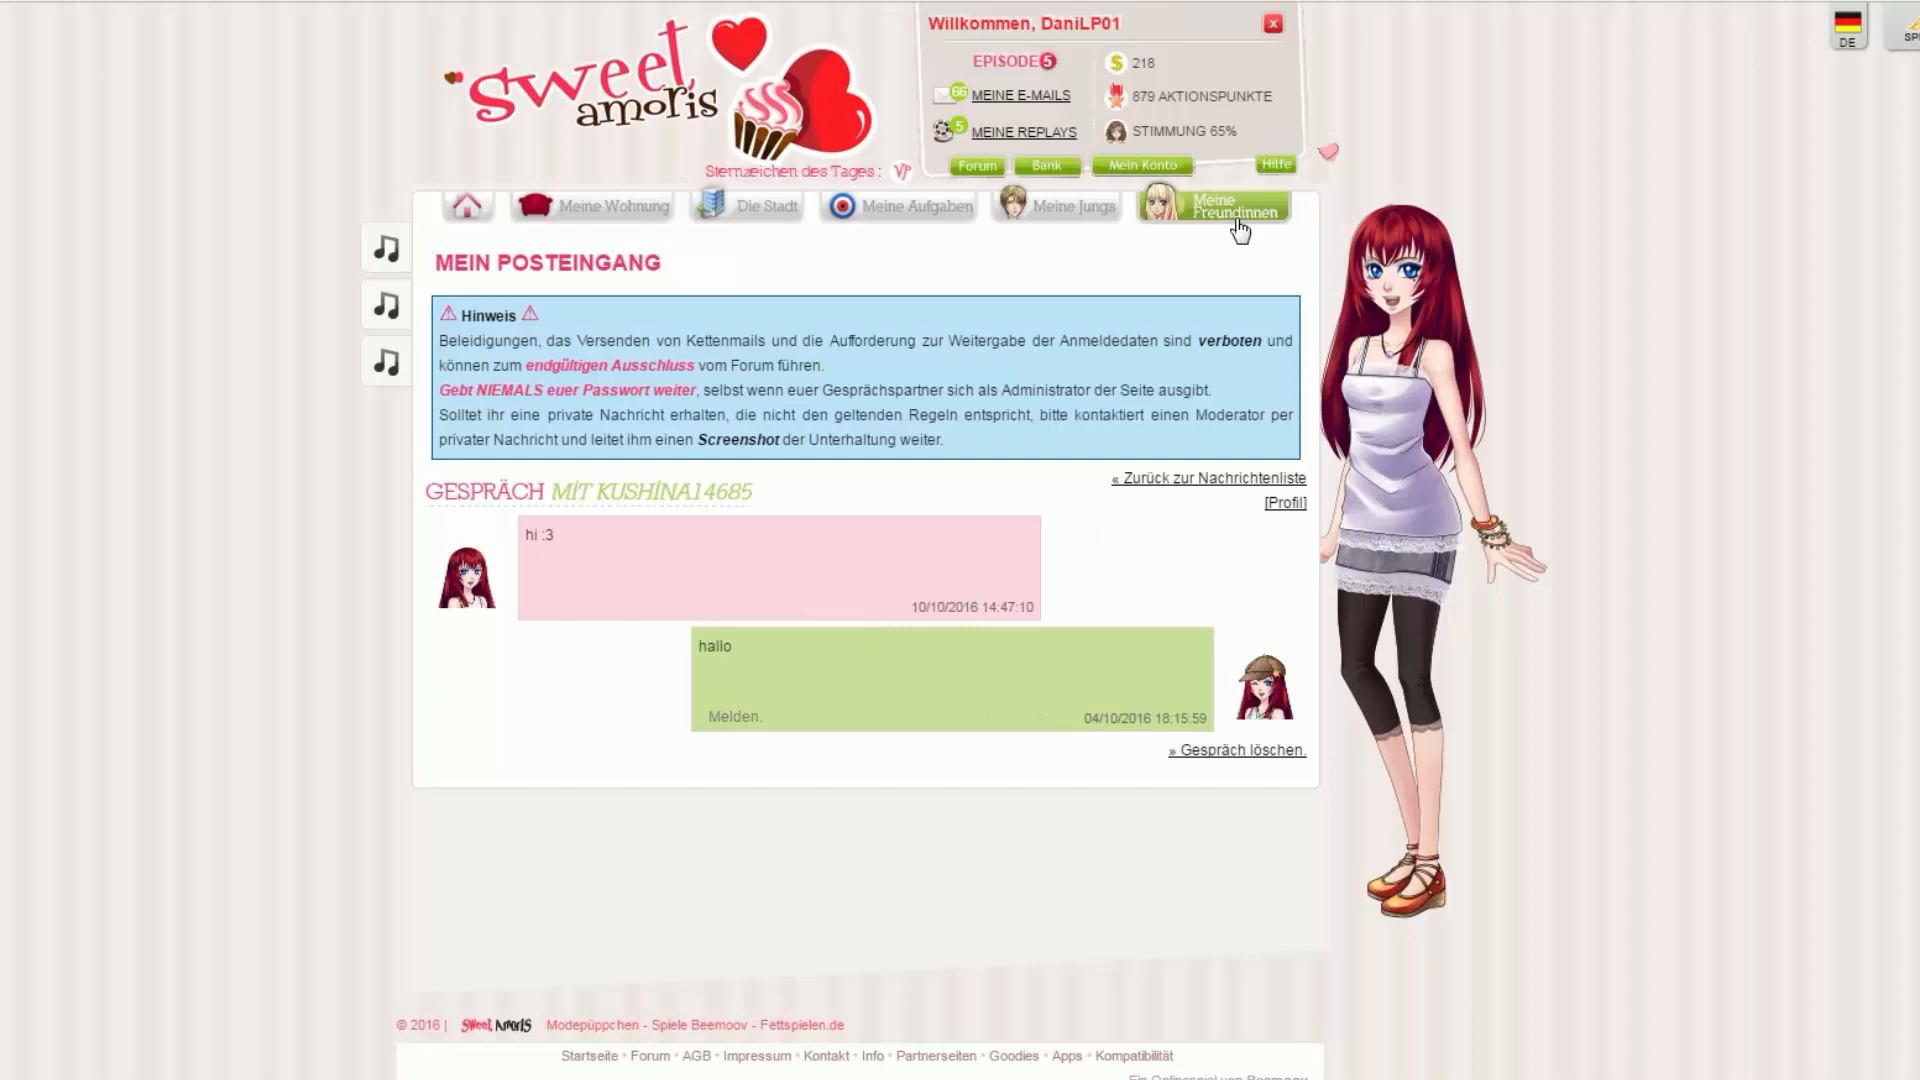 sweet amoris
Willkommen, DaniLP01
x
EPISODE 5
218
66 MEINE E-MAILS
879 AKTIONSPUNKTE
5 MEINE REPLAYS
STIMMUNG 65%
Forum
Bank
Mein Konto
Hilfe
DE
Sternzeichen des Tages :
Meine Wohnung
Die Stadt
Meine Aufgaben
Meine Jungs
Meine
Freundinnen
MEIN POSTEINGANG
⚠ Hinweis ⚠
Beleidigungen, das Versenden von Kettenmails und die Aufforderung zur Weitergabe der Anmeldedaten sind verboten und
können zum endgültigen Ausschluss vom Forum führen.
Gebt NIEMALS euer Passwort weiter, selbst wenn euer Gesprächspartner sich als Administrator der Seite ausgibt.
Solltet ihr eine private Nachricht erhalten, die nicht den geltenden Regeln entspricht, bitte kontaktiert einen Moderator per
privater Nachricht und leitet ihm einen Screenshot der Unterhaltung weiter.
« Zurück zur Nachrichtenliste
GESPRÄCH MIT KUSHINA14685
[Profil]
hi :3
10/10/2016 14:47:10
hallo
Melden.
04/10/2016 18:15:59
» Gespräch löschen.
© 2016 | Sweet Amoris Modepüppchen - Spiele Beemoov - Fettspielen.de
Startseite • Forum • AGB • Impressum • Kontakt • Info • Partnerseiten • Goodies • Apps • Kompatibilität
Ein Onlinespiel von Beemoov